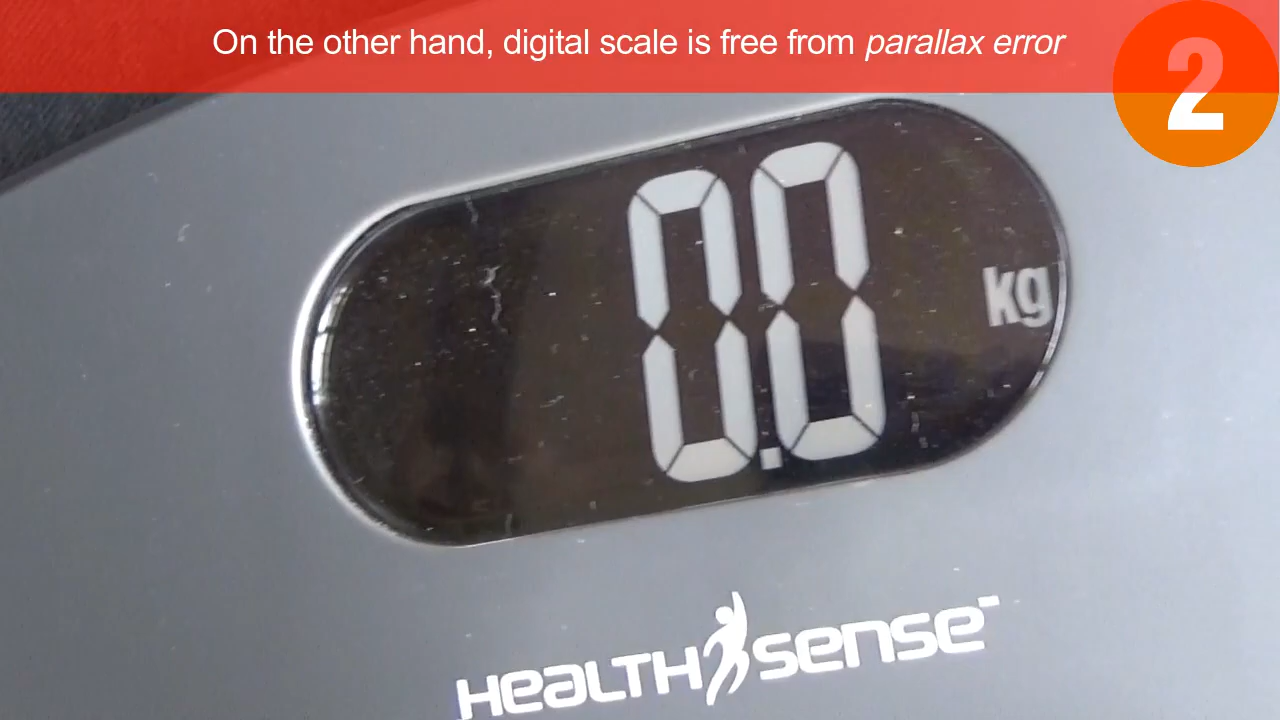 On the other hand, digital scale is free from parallax error
2
0.0
kg
HEALTH sense